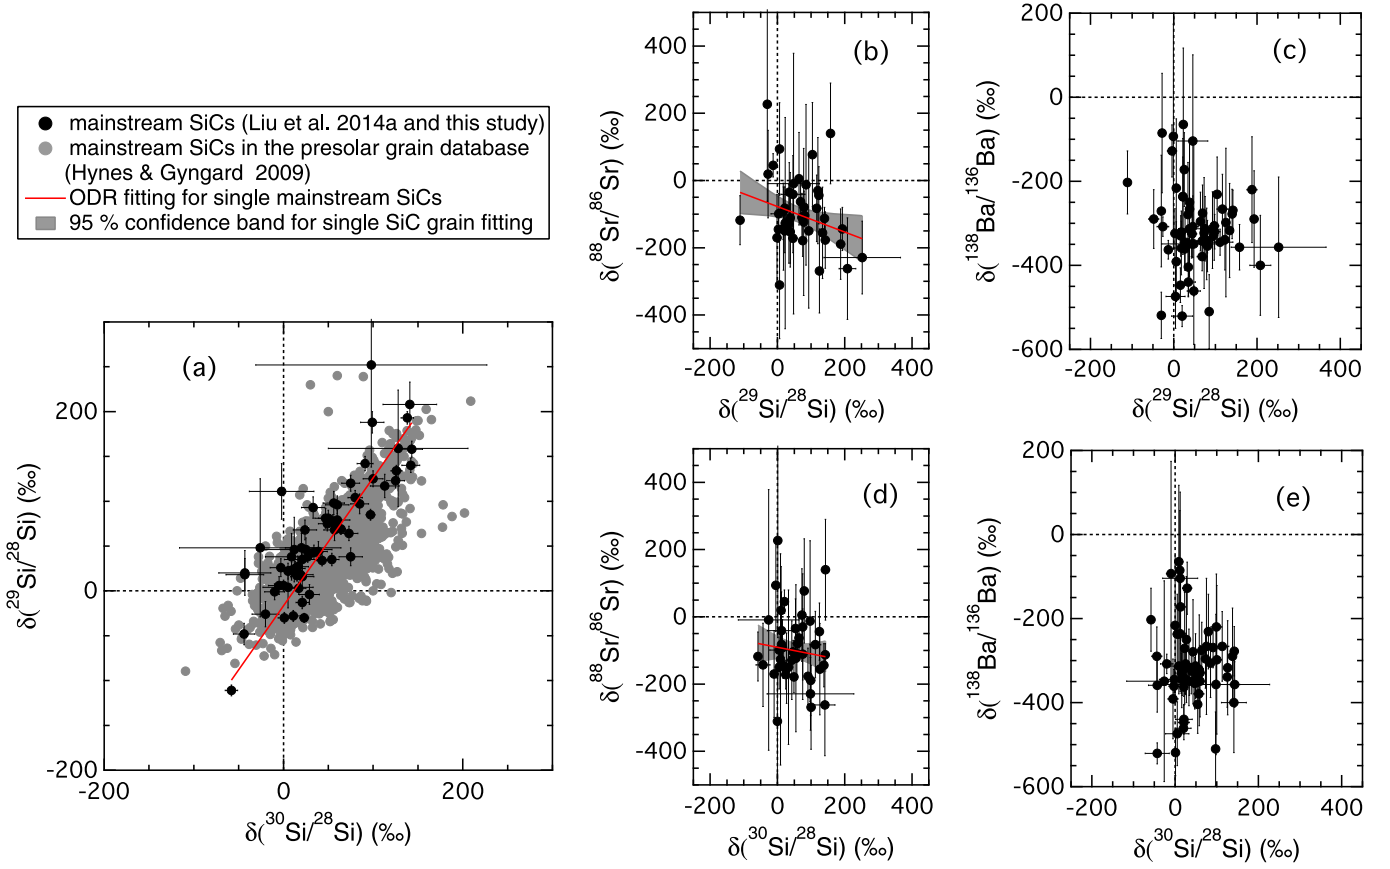 mainstream SiCs (Liu et al. 2014a and this study)
mainstream SiCs in the presolar grain database
(Hynes & Gyngard 2009)
ODR fitting for single mainstream SiCs
95 % confidence band for single SiC grain fitting
(a)
200
0
-200
-200
0
200
δ(²⁹Si/²⁸Si) (‰)
δ(³⁰Si/²⁸Si) (‰)
(b)
400
200
0
-200
-400
-200
0
200
400
δ(⁸⁸Sr/⁸⁶Sr) (‰)
δ(²⁹Si/²⁸Si) (‰)
(c)
200
0
-200
-400
-600
-200
0
200
400
δ(¹³⁸Ba/¹³⁶Ba) (‰)
δ(²⁹Si/²⁸Si) (‰)
(d)
400
200
0
-200
-400
-200
0
200
400
δ(⁸⁸Sr/⁸⁶Sr) (‰)
δ(³⁰Si/²⁸Si) (‰)
(e)
200
0
-200
-400
-600
-200
0
200
400
δ(¹³⁸Ba/¹³⁶Ba) (‰)
δ(³⁰Si/²⁸Si) (‰)